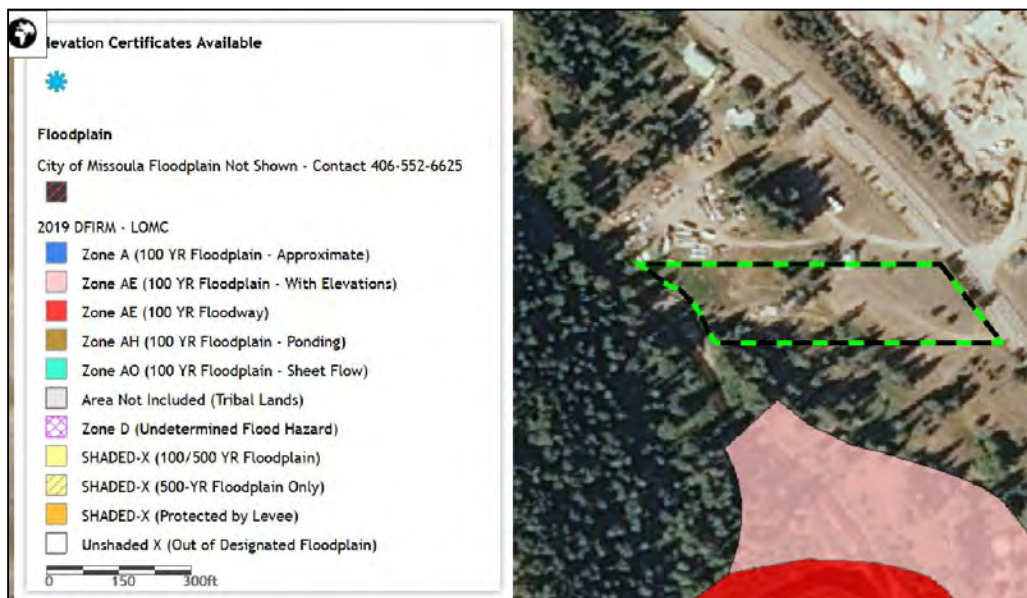 levation Certificates Available
Floodplain
City of Missoula Floodplain Not Shown - Contact 406-552-6625
2019 DFIRM - LOMC
Zone A (100 YR Floodplain - Approximate)
Zone AE (100 YR Floodplain - With Elevations)
Zone AE (100 YR Floodway)
Zone AH (100 YR Floodplain - Ponding)
Zone AO (100 YR Floodplain - Sheet Flow)
Area Not Included (Tribal Lands)
Zone D (Undetermined Flood Hazard)
SHADED-X (100/500 YR Floodplain)
SHADED-X (500-YR Floodplain Only)
SHADED-X (Protected by Levee)
Unshaded X (Out of Designated Floodplain)
0 150 300ft